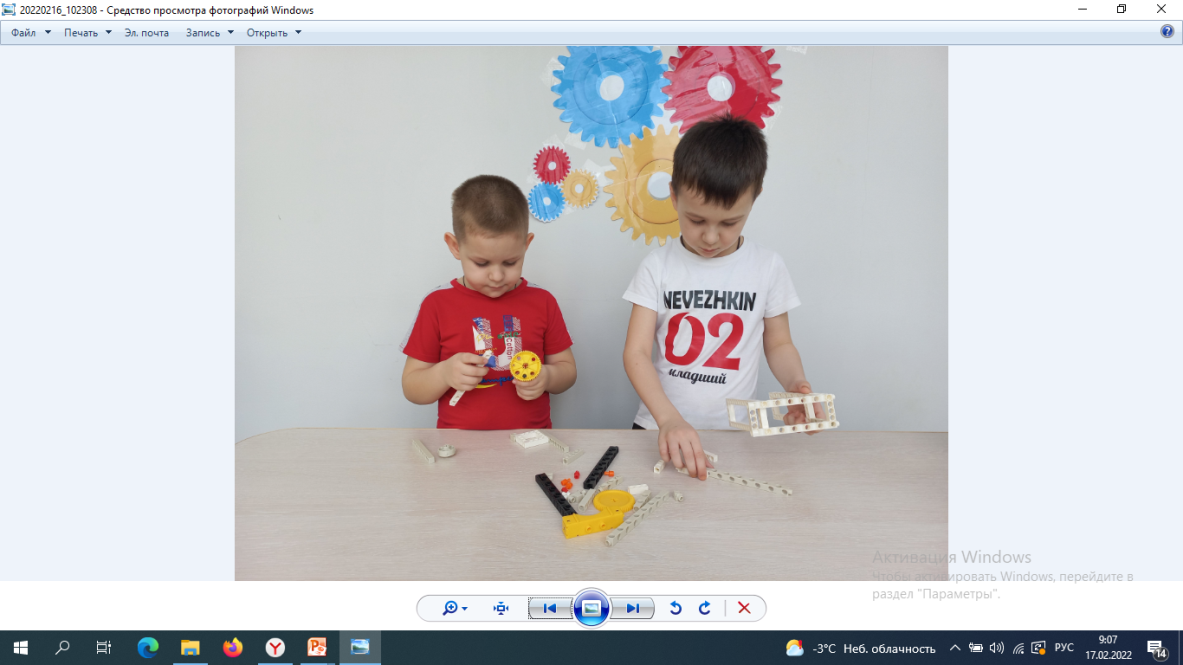 20220216_102308 - Средство просмотра фотографий Windows
Файл Печать Эл. почта Запись Открыть
NEVEZHKIN
02
младший
Cotton
Активация Windows
Чтобы активировать Windows, перейдите в
раздел "Параметры".
-3°C Неб. облачность
РУС
9:07
17.02.2022
14